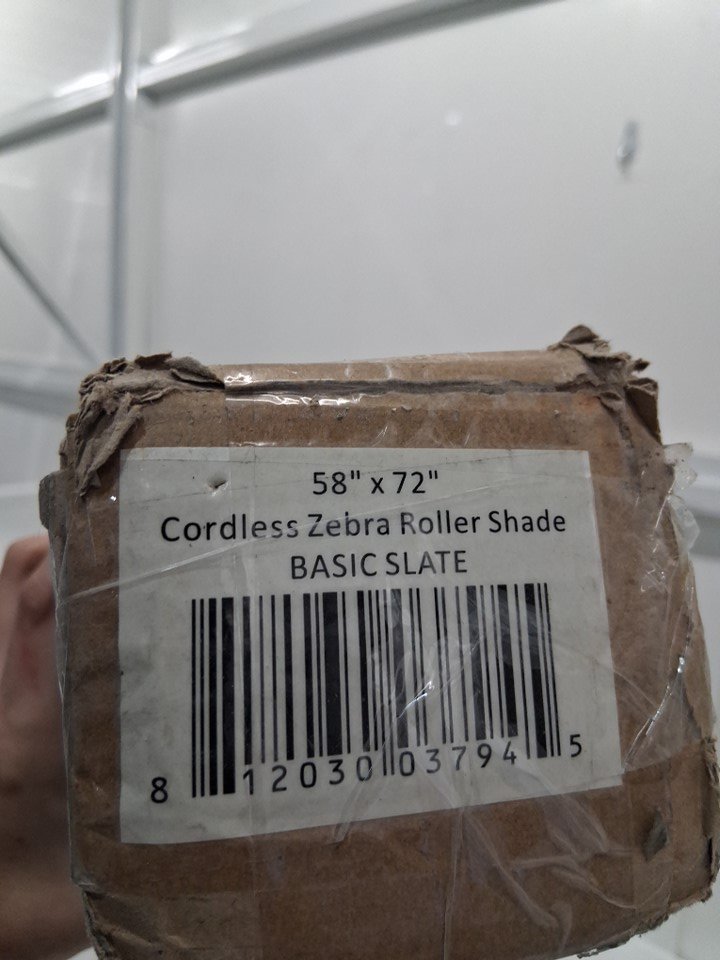 58" x 72"
Cordless Zebra Roller Shade
BASIC SLATE
8 12030 03794 5